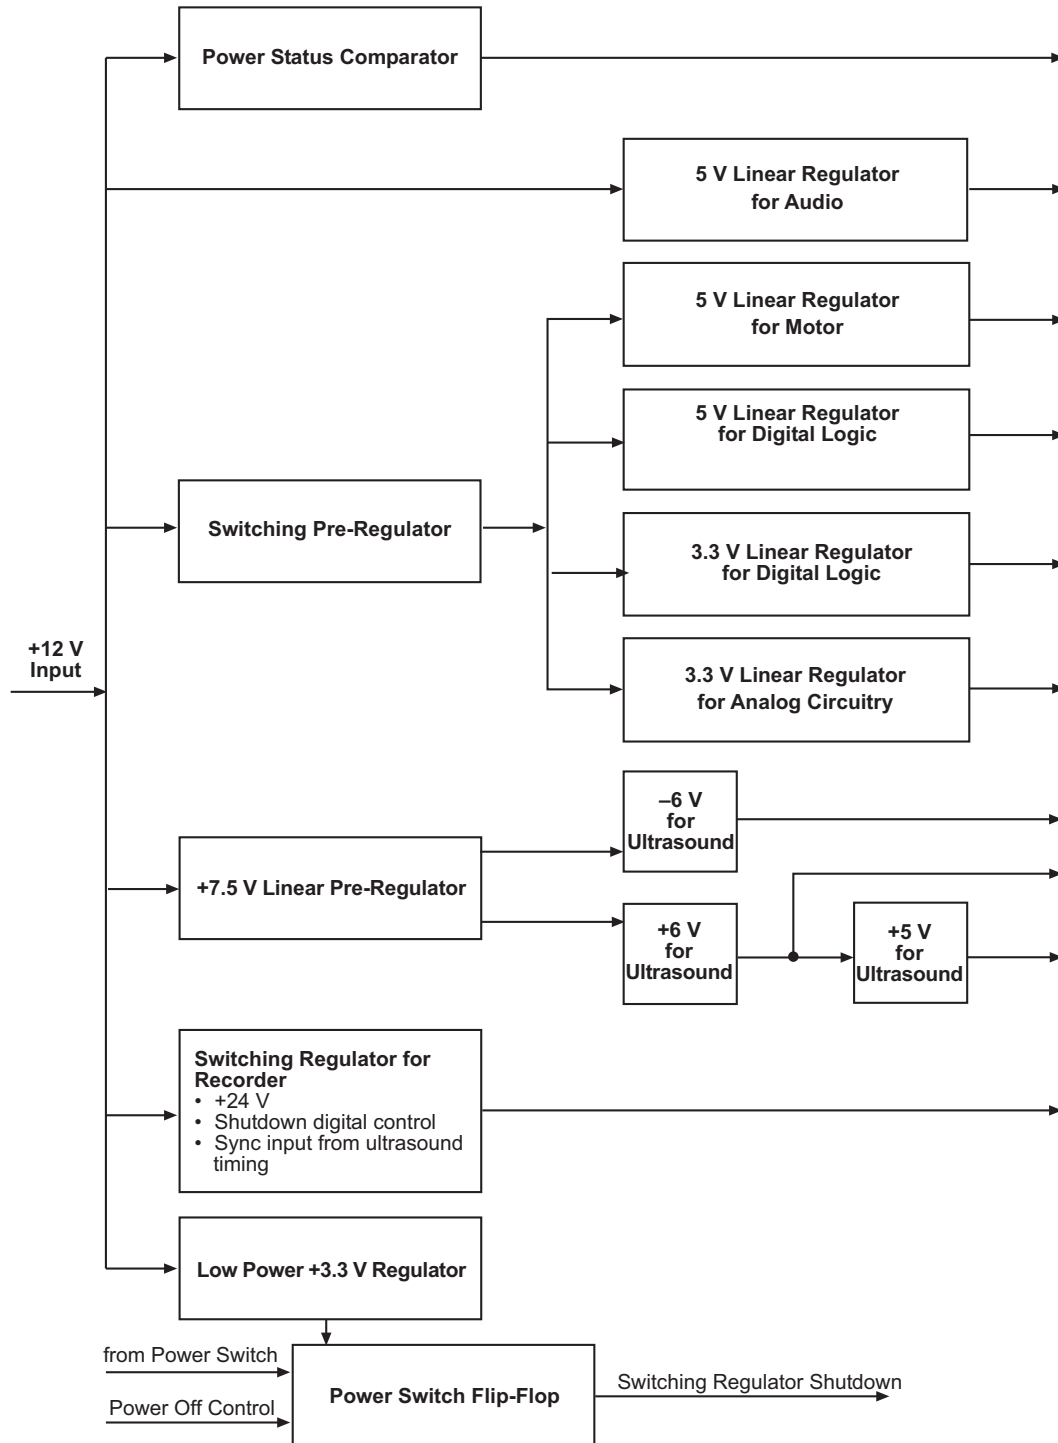 Power Status Comparator
5 V Linear Regulator
for Audio
5 V Linear Regulator
for Motor
5 V Linear Regulator
for Digital Logic
Switching Pre-Regulator
3.3 V Linear Regulator
for Digital Logic
+12 V
Input
3.3 V Linear Regulator
for Analog Circuitry
–6 V
for
Ultrasound
+7.5 V Linear Pre-Regulator
+6 V
for
Ultrasound
+5 V
for
Ultrasound
Switching Regulator for
Recorder
• +24 V
• Shutdown digital control
• Sync input from ultrasound
timing
Low Power +3.3 V Regulator
from Power Switch
Power Off Control
Power Switch Flip-Flop
Switching Regulator Shutdown